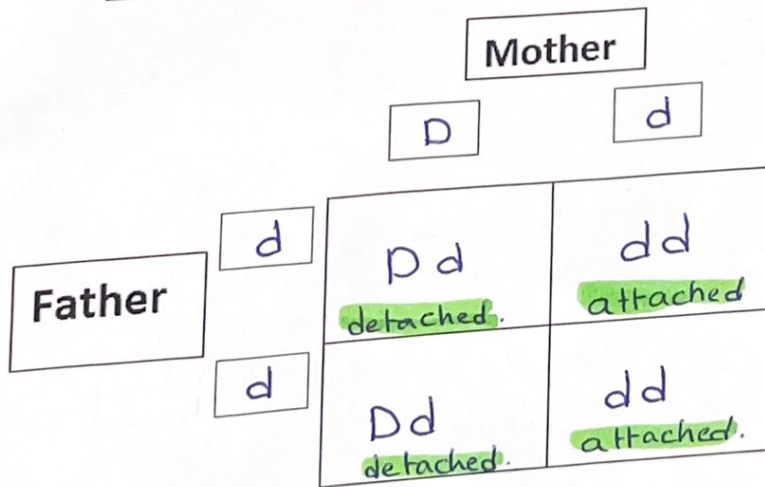 Mother
D d
d Dd dd
detached. attached
Father
d Dd dd
detached. attached.